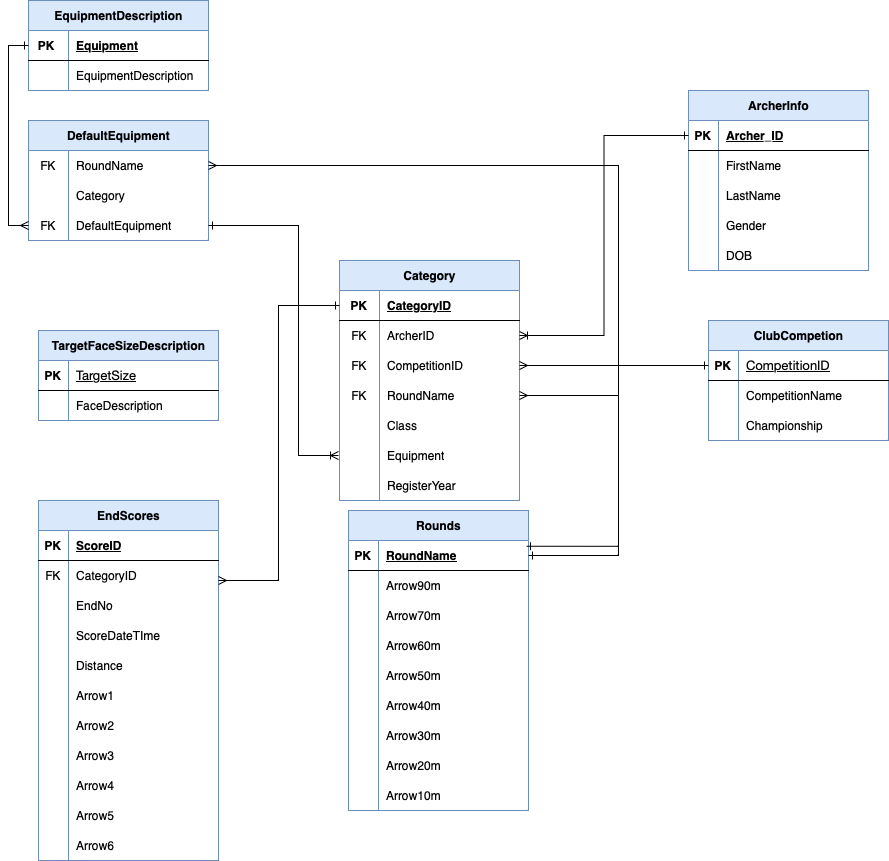 EquipmentDescription
PK Equipment
EquipmentDescription
DefaultEquipment
FK RoundName
Category
FK DefaultEquipment
ArcherInfo
PK Archer_ID
FirstName
LastName
Gender
DOB
Category
PK CategoryID
FK ArcherID
FK CompetitionID
FK RoundName
Class
Equipment
RegisterYear
ClubCompetion
PK CompetitionID
CompetitionName
Championship
TargetFaceSizeDescription
PK TargetSize
FaceDescription
EndScores
PK ScoreID
FK CategoryID
EndNo
ScoreDateTIme
Distance
Arrow1
Arrow2
Arrow3
Arrow4
Arrow5
Arrow6
Rounds
PK RoundName
Arrow90m
Arrow70m
Arrow60m
Arrow50m
Arrow40m
Arrow30m
Arrow20m
Arrow10m